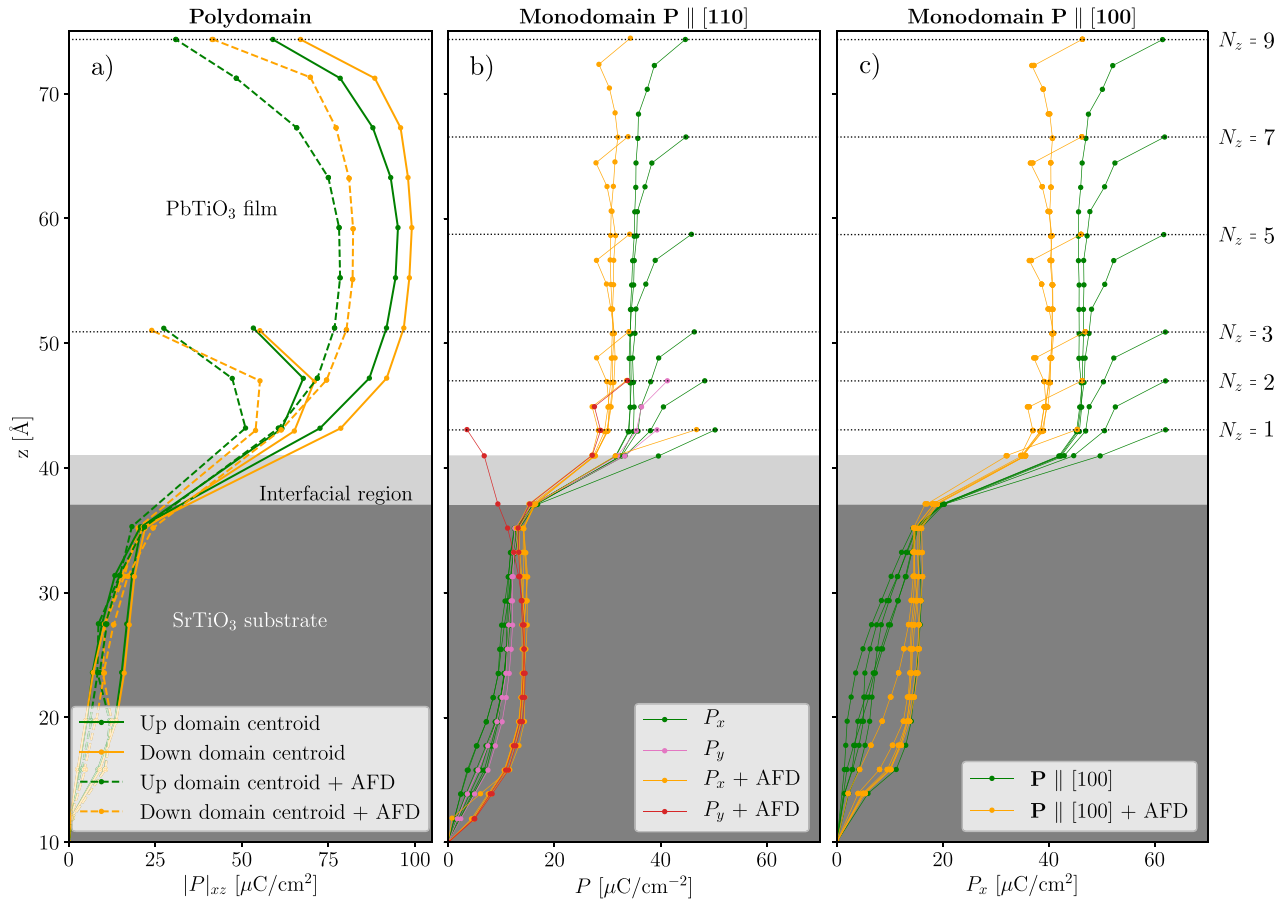 Polydomain
Monodomain P ∥ [110]
Monodomain P ∥ [100]
a)
b)
c)
N_z = 9
N_z = 7
N_z = 5
N_z = 3
N_z = 2
N_z = 1
z [Å]
70
60
50
40
30
20
10
PbTiO₃ film
Interfacial region
SrTiO₃ substrate
Up domain centroid
Down domain centroid
Up domain centroid + AFD
Down domain centroid + AFD
P_x
P_y
P_x + AFD
P_y + AFD
P ∥ [100]
P ∥ [100] + AFD
0 25 50 75 100
0 20 40 60
0 20 40 60
|P|_xz [μC/cm²]
P [μC/cm⁻²]
P_x [μC/cm²]